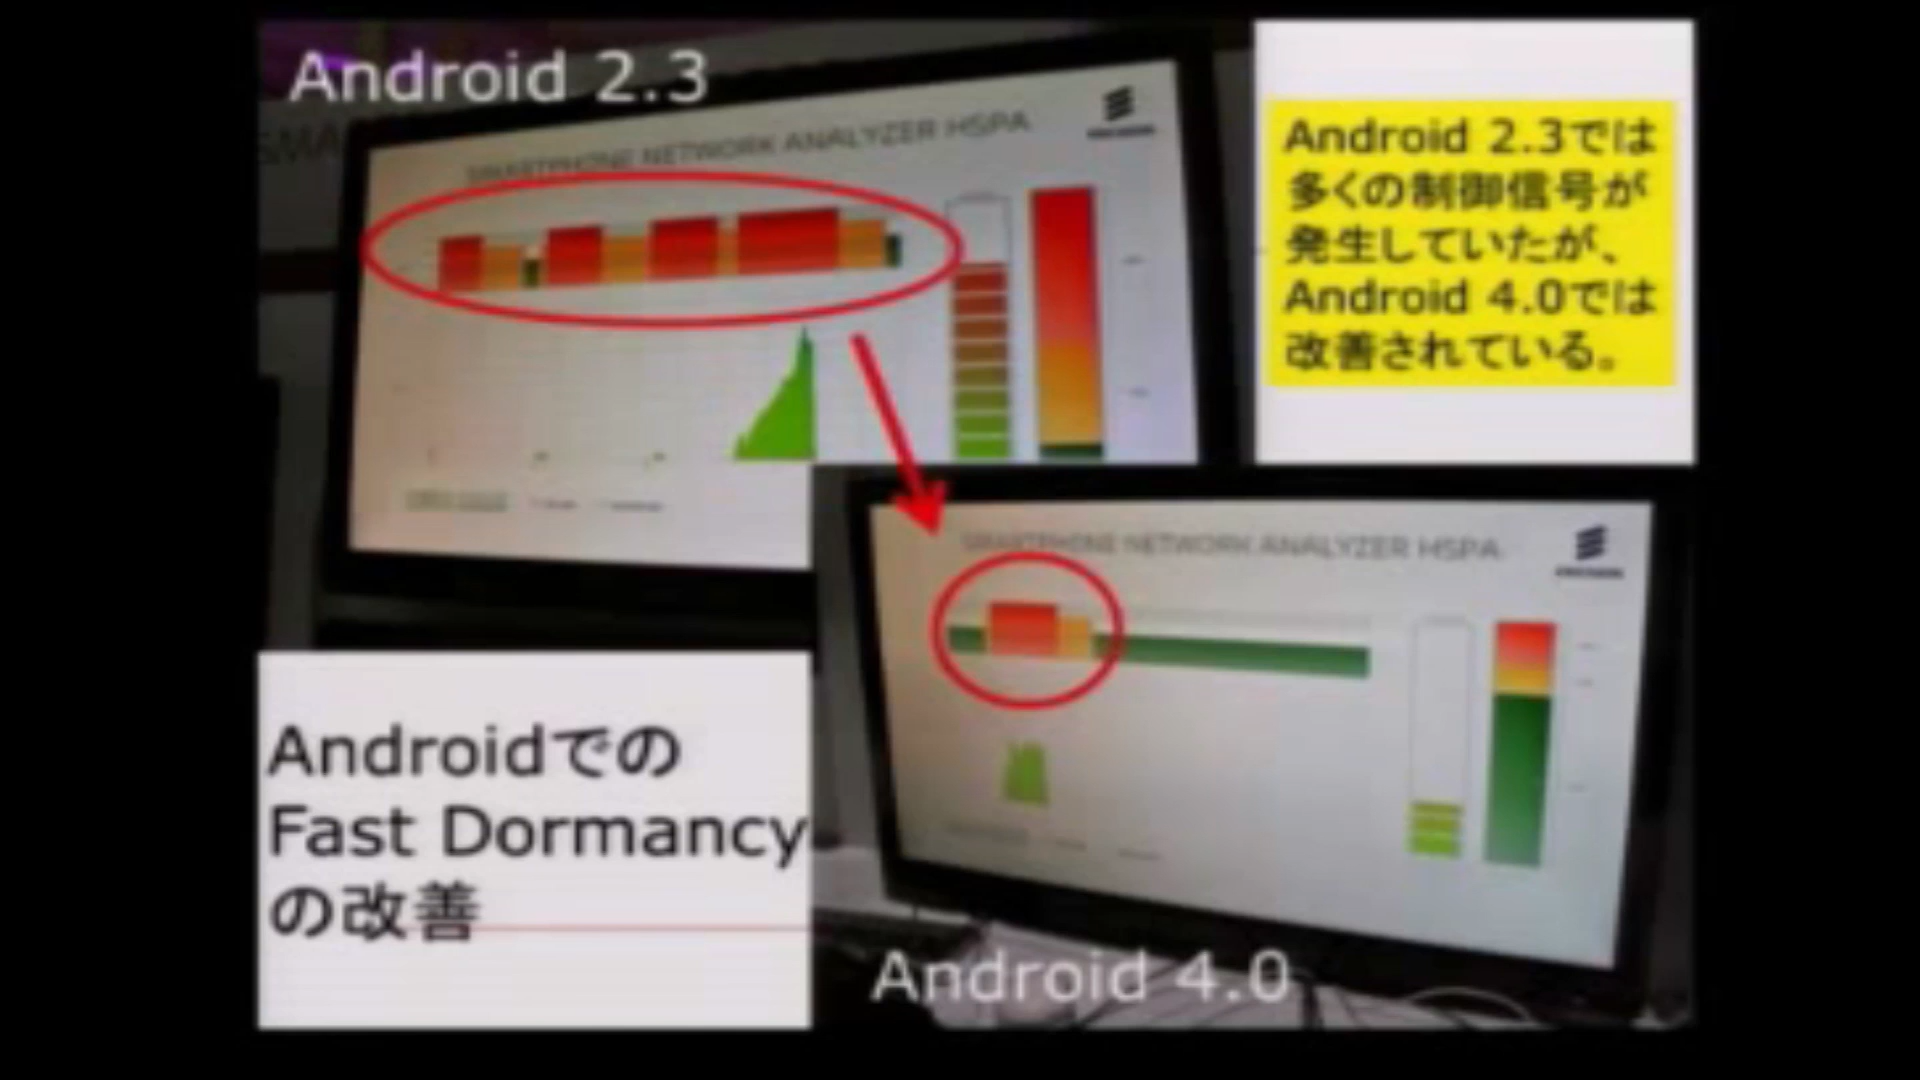 Android 2.3
SMARTPHONE NETWORK ANALYZER HSPA
ERICSSON
Android 2.3では
多くの制御信号が
発生していたが、
Android 4.0では
改善されている。
SMARTPHONE NETWORK ANALYZER HSPA
ERICSSON
Androidでの
Fast Dormancy
の改善
Android 4.0